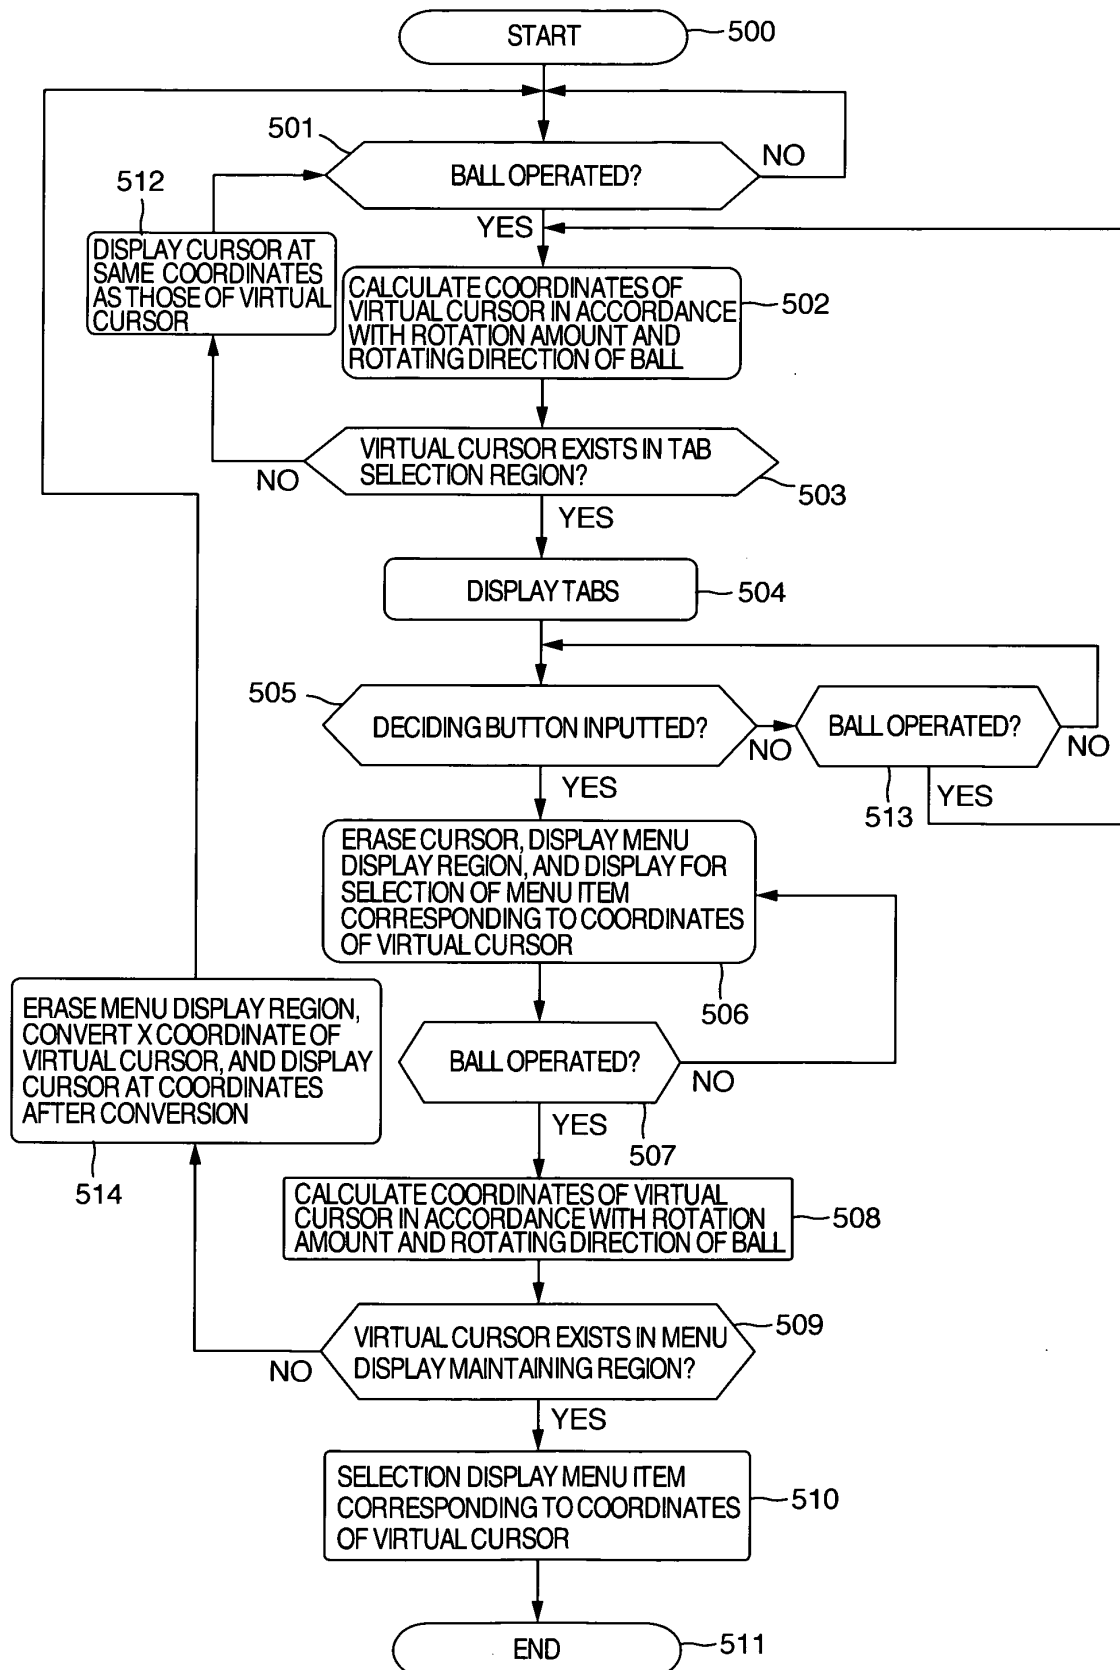 START
500
501
BALL OPERATED?
NO
YES
512
DISPLAY CURSOR AT
SAME COORDINATES
AS THOSE OF VIRTUAL
CURSOR
CALCULATE COORDINATES OF
VIRTUAL CURSOR IN ACCORDANCE
WITH ROTATION AMOUNT AND
ROTATING DIRECTION OF BALL
502
VIRTUAL CURSOR EXISTS IN TAB
SELECTION REGION?
NO
503
YES
DISPLAY TABS
504
505
DECIDING BUTTON INPUTTED?
NO
BALL OPERATED?
NO
513
YES
YES
ERASE CURSOR, DISPLAY MENU
DISPLAY REGION, AND DISPLAY FOR
SELECTION OF MENU ITEM
CORRESPONDING TO COORDINATES
OF VIRTUAL CURSOR
506
ERASE MENU DISPLAY REGION,
CONVERT X COORDINATE OF
VIRTUAL CURSOR, AND DISPLAY
CURSOR AT COORDINATES
AFTER CONVERSION
514
BALL OPERATED?
NO
507
YES
CALCULATE COORDINATES OF VIRTUAL
CURSOR IN ACCORDANCE WITH ROTATION
AMOUNT AND ROTATING DIRECTION OF BALL
508
VIRTUAL CURSOR EXISTS IN MENU
DISPLAY MAINTAINING REGION?
509
NO
YES
SELECTION DISPLAY MENU ITEM
CORRESPONDING TO COORDINATES
OF VIRTUAL CURSOR
510
END
511